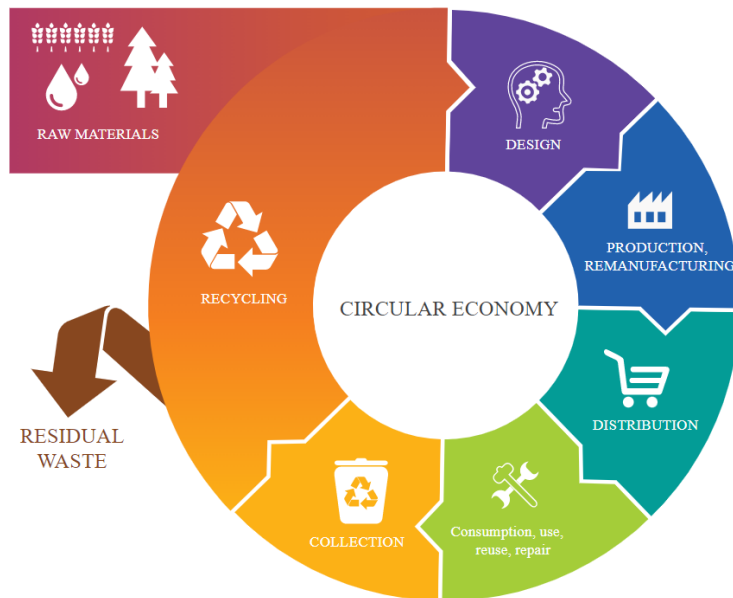 RAW MATERIALS
DESIGN
PRODUCTION,
REMANUFACTURING
RECYCLING
CIRCULAR ECONOMY
DISTRIBUTION
RESIDUAL
WASTE
COLLECTION
Consumption, use,
reuse, repair